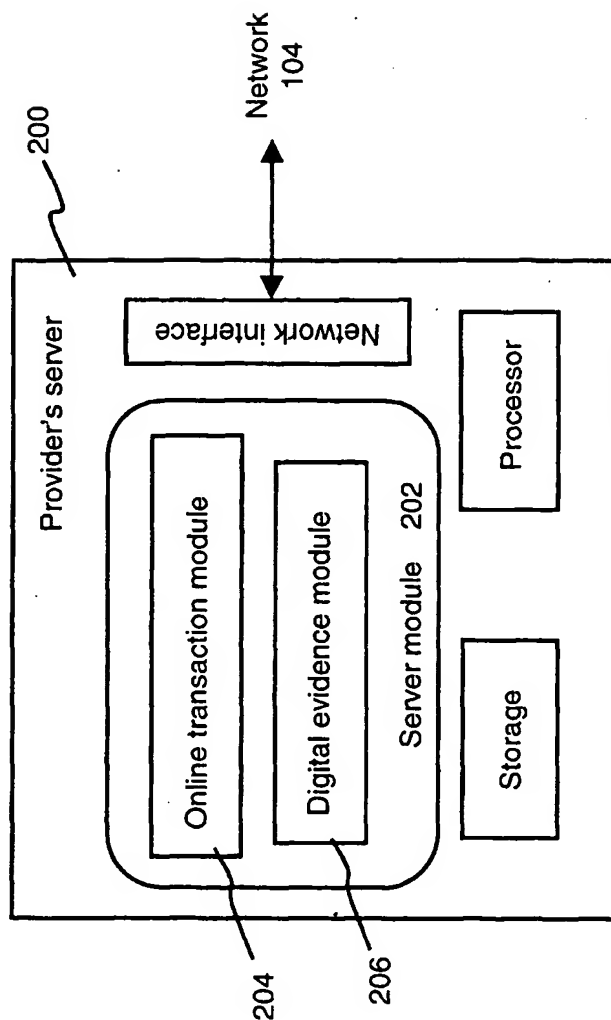 200
Provider's server
Network
104
Network interface
Online transaction module
Digital evidence module
Server module 202
204
206
Storage
Processor